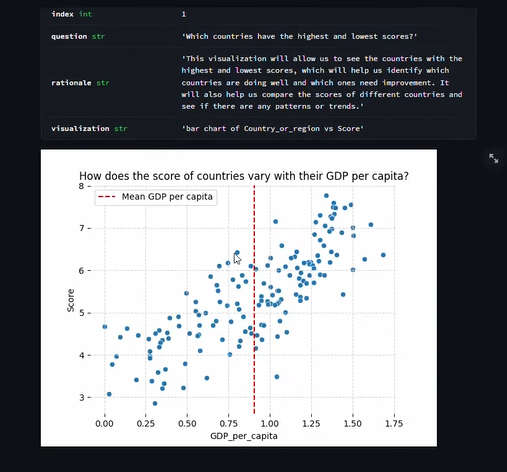 index int 1
question str 'Which countries have the highest and lowest scores?'
'This visualization will allow us to see the countries with the
highest and lowest scores, which will help us identify which
rationale str countries are doing well and which ones need improvement. It
will also help us compare the scores of different countries and
see if there are any patterns or trends.'
visualization str 'bar chart of Country_or_region vs Score'
How does the score of countries vary with their GDP per capita?
Mean GDP per capita
8
7
6
5
4
3
Score
0.00 0.25 0.50 0.75 1.00 1.25 1.50 1.75
GDP_per_capita